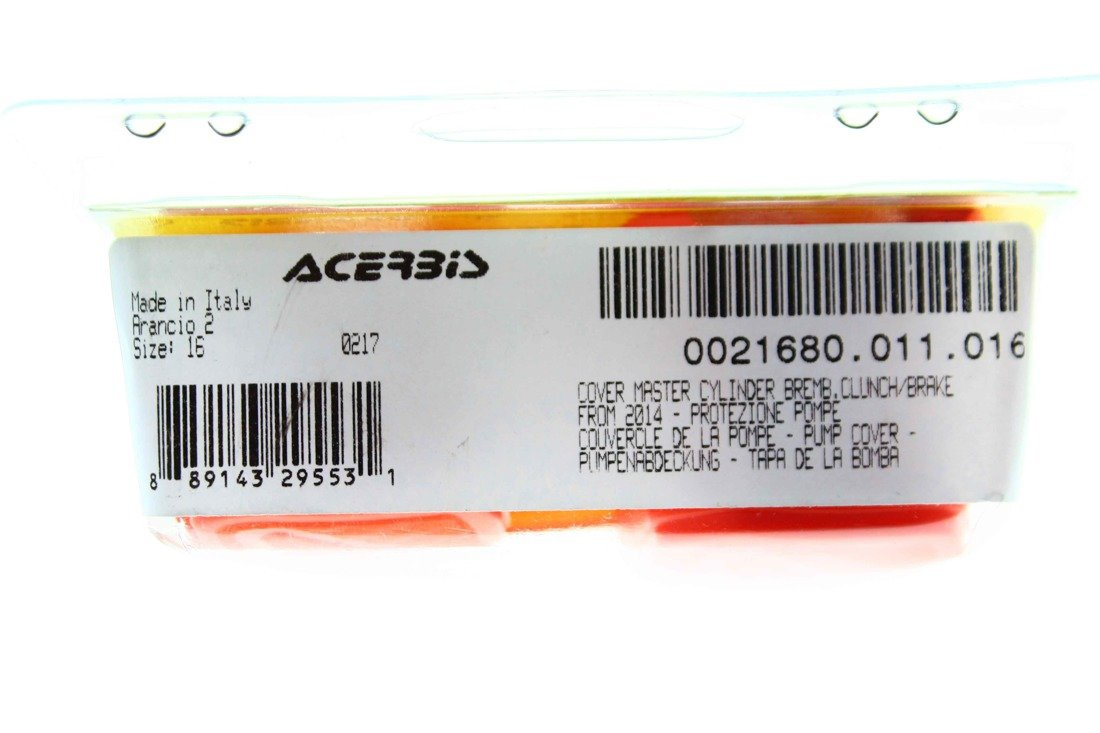 ACERBIS
Made in Italy
Arancio 2
Size: 16 0217
8 89143 29553 1
0021680.011.016
COVER MASTER CYLINDER BREMB.CLUNCH/BRAKE
FROM 2014 - PROTEZIONE POMPE
COUVERCLE DE LA POMPE - PUMP COVER -
PUMPENABDECKUNG - TAPA DE LA BOMBA